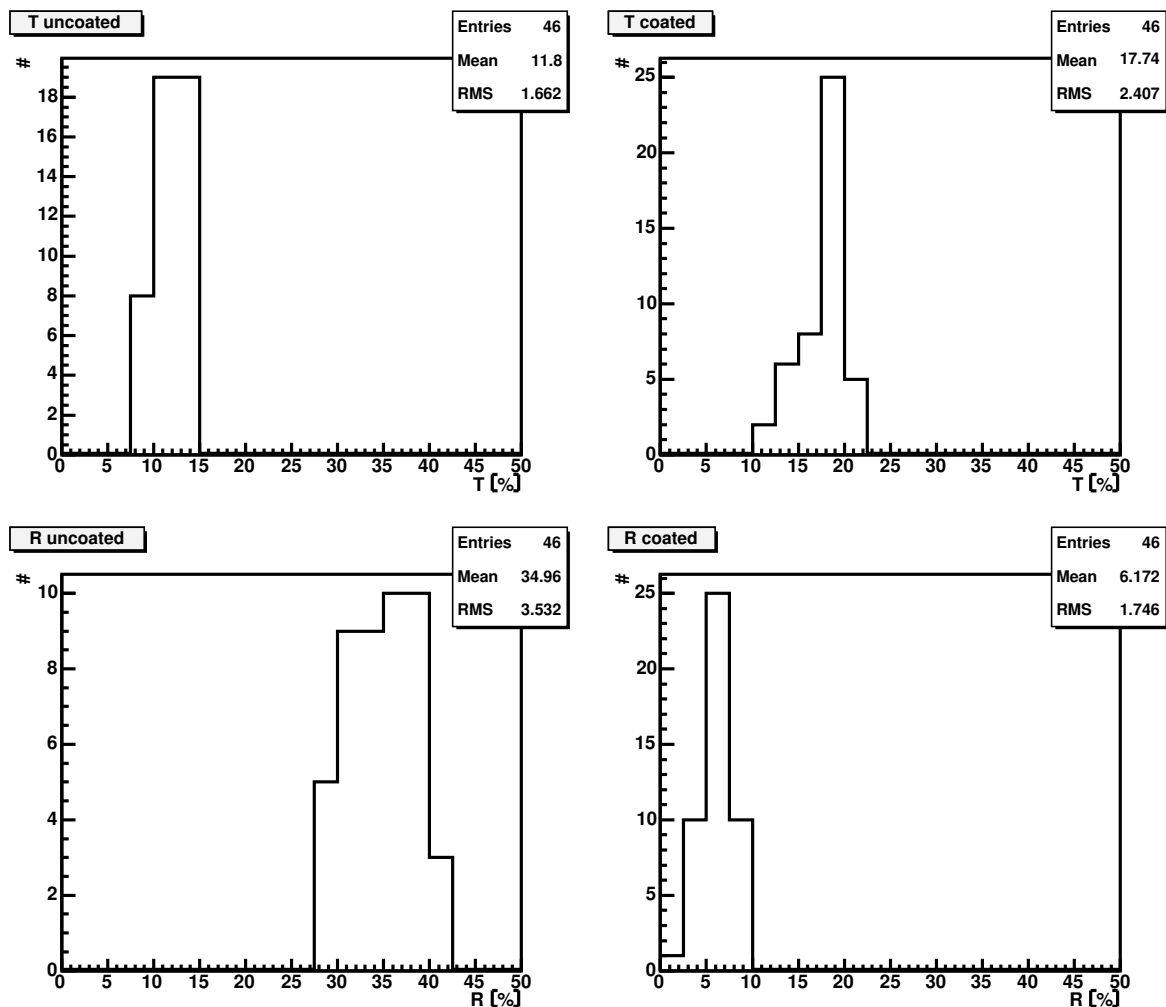 T uncoated
Entries 46
Mean 11.8
RMS 1.662
#
18
16
14
12
10
8
6
4
2
0
0 5 10 15 20 25 30 35 40 45 50
T [%]
T coated
Entries 46
Mean 17.74
RMS 2.407
#
25
20
15
10
5
0
0 5 10 15 20 25 30 35 40 45 50
T [%]
R uncoated
Entries 46
Mean 34.96
RMS 3.532
#
10
8
6
4
2
0
0 5 10 15 20 25 30 35 40 45 50
R [%]
R coated
Entries 46
Mean 6.172
RMS 1.746
#
25
20
15
10
5
0
0 5 10 15 20 25 30 35 40 45 50
R [%]